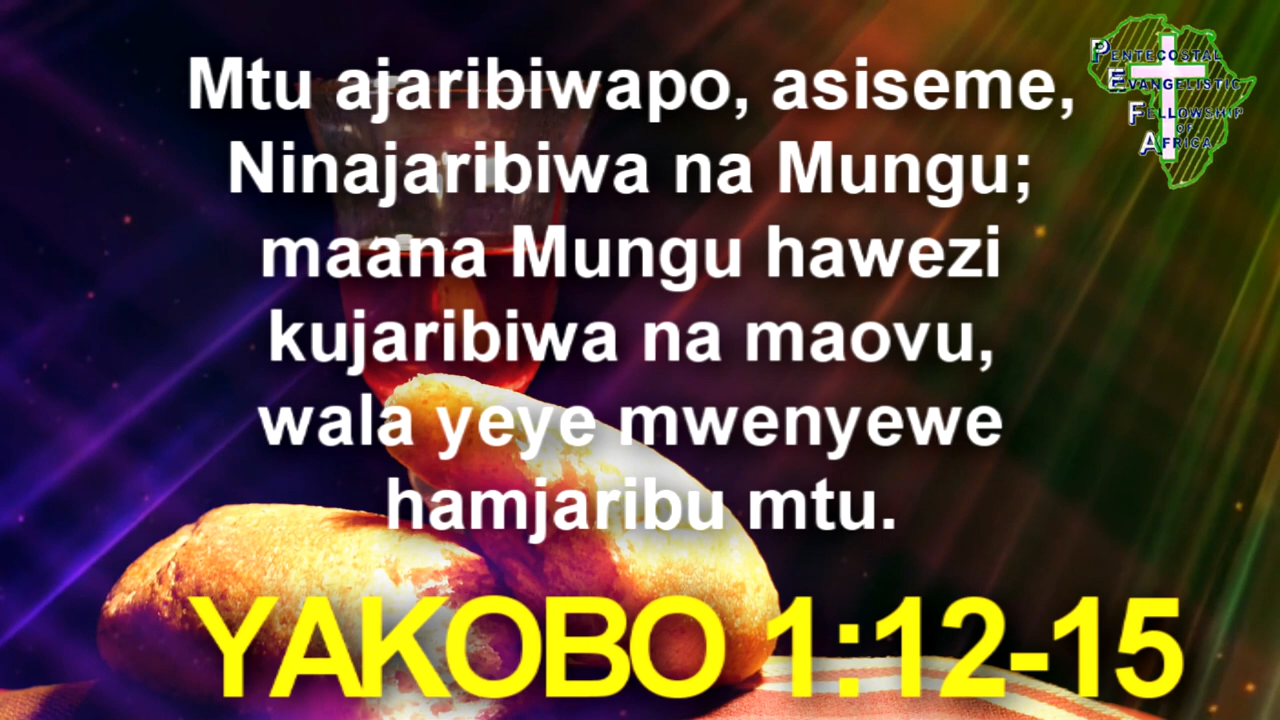 Mtu ajaribiwapo, asiseme,
Ninajaribiwa na Mungu;
maana Mungu hawezi
kujaribiwa na maovu,
wala yeye mwenyewe
hamjaribu mtu.
YAKOBO 1:12-15
PENTECOSTAL
EVANGELISTIC
FELLOWSHIP
OF
AFRICA